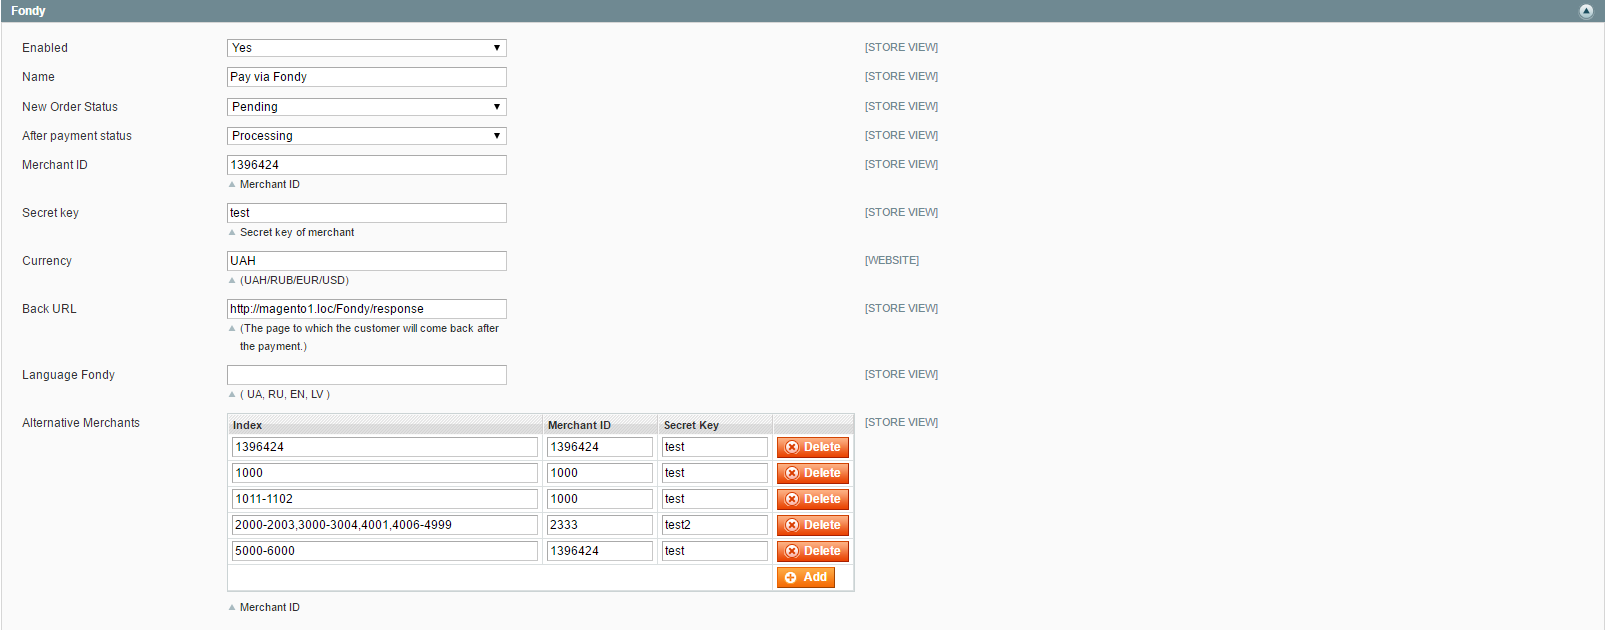 Fondy
Enabled Yes [STORE VIEW]
Name Pay via Fondy [STORE VIEW]
New Order Status Pending [STORE VIEW]
After payment status Processing [STORE VIEW]
Merchant ID 1396424 [STORE VIEW]
Merchant ID
Secret key test [STORE VIEW]
Secret key of merchant
Currency UAH [WEBSITE]
(UAH/RUB/EUR/USD)
Back URL http://magento1.loc/Fondy/response [STORE VIEW]
(The page to which the customer will come back after
the payment.)
Language Fondy [STORE VIEW]
( UA, RU, EN, LV )
Alternative Merchants [STORE VIEW]
Index Merchant ID Secret Key
1396424 1396424 test Delete
1000 1000 test Delete
1011-1102 1000 test Delete
2000-2003,3000-3004,4001,4006-4999 2333 test2 Delete
5000-6000 1396424 test Delete
Add
Merchant ID